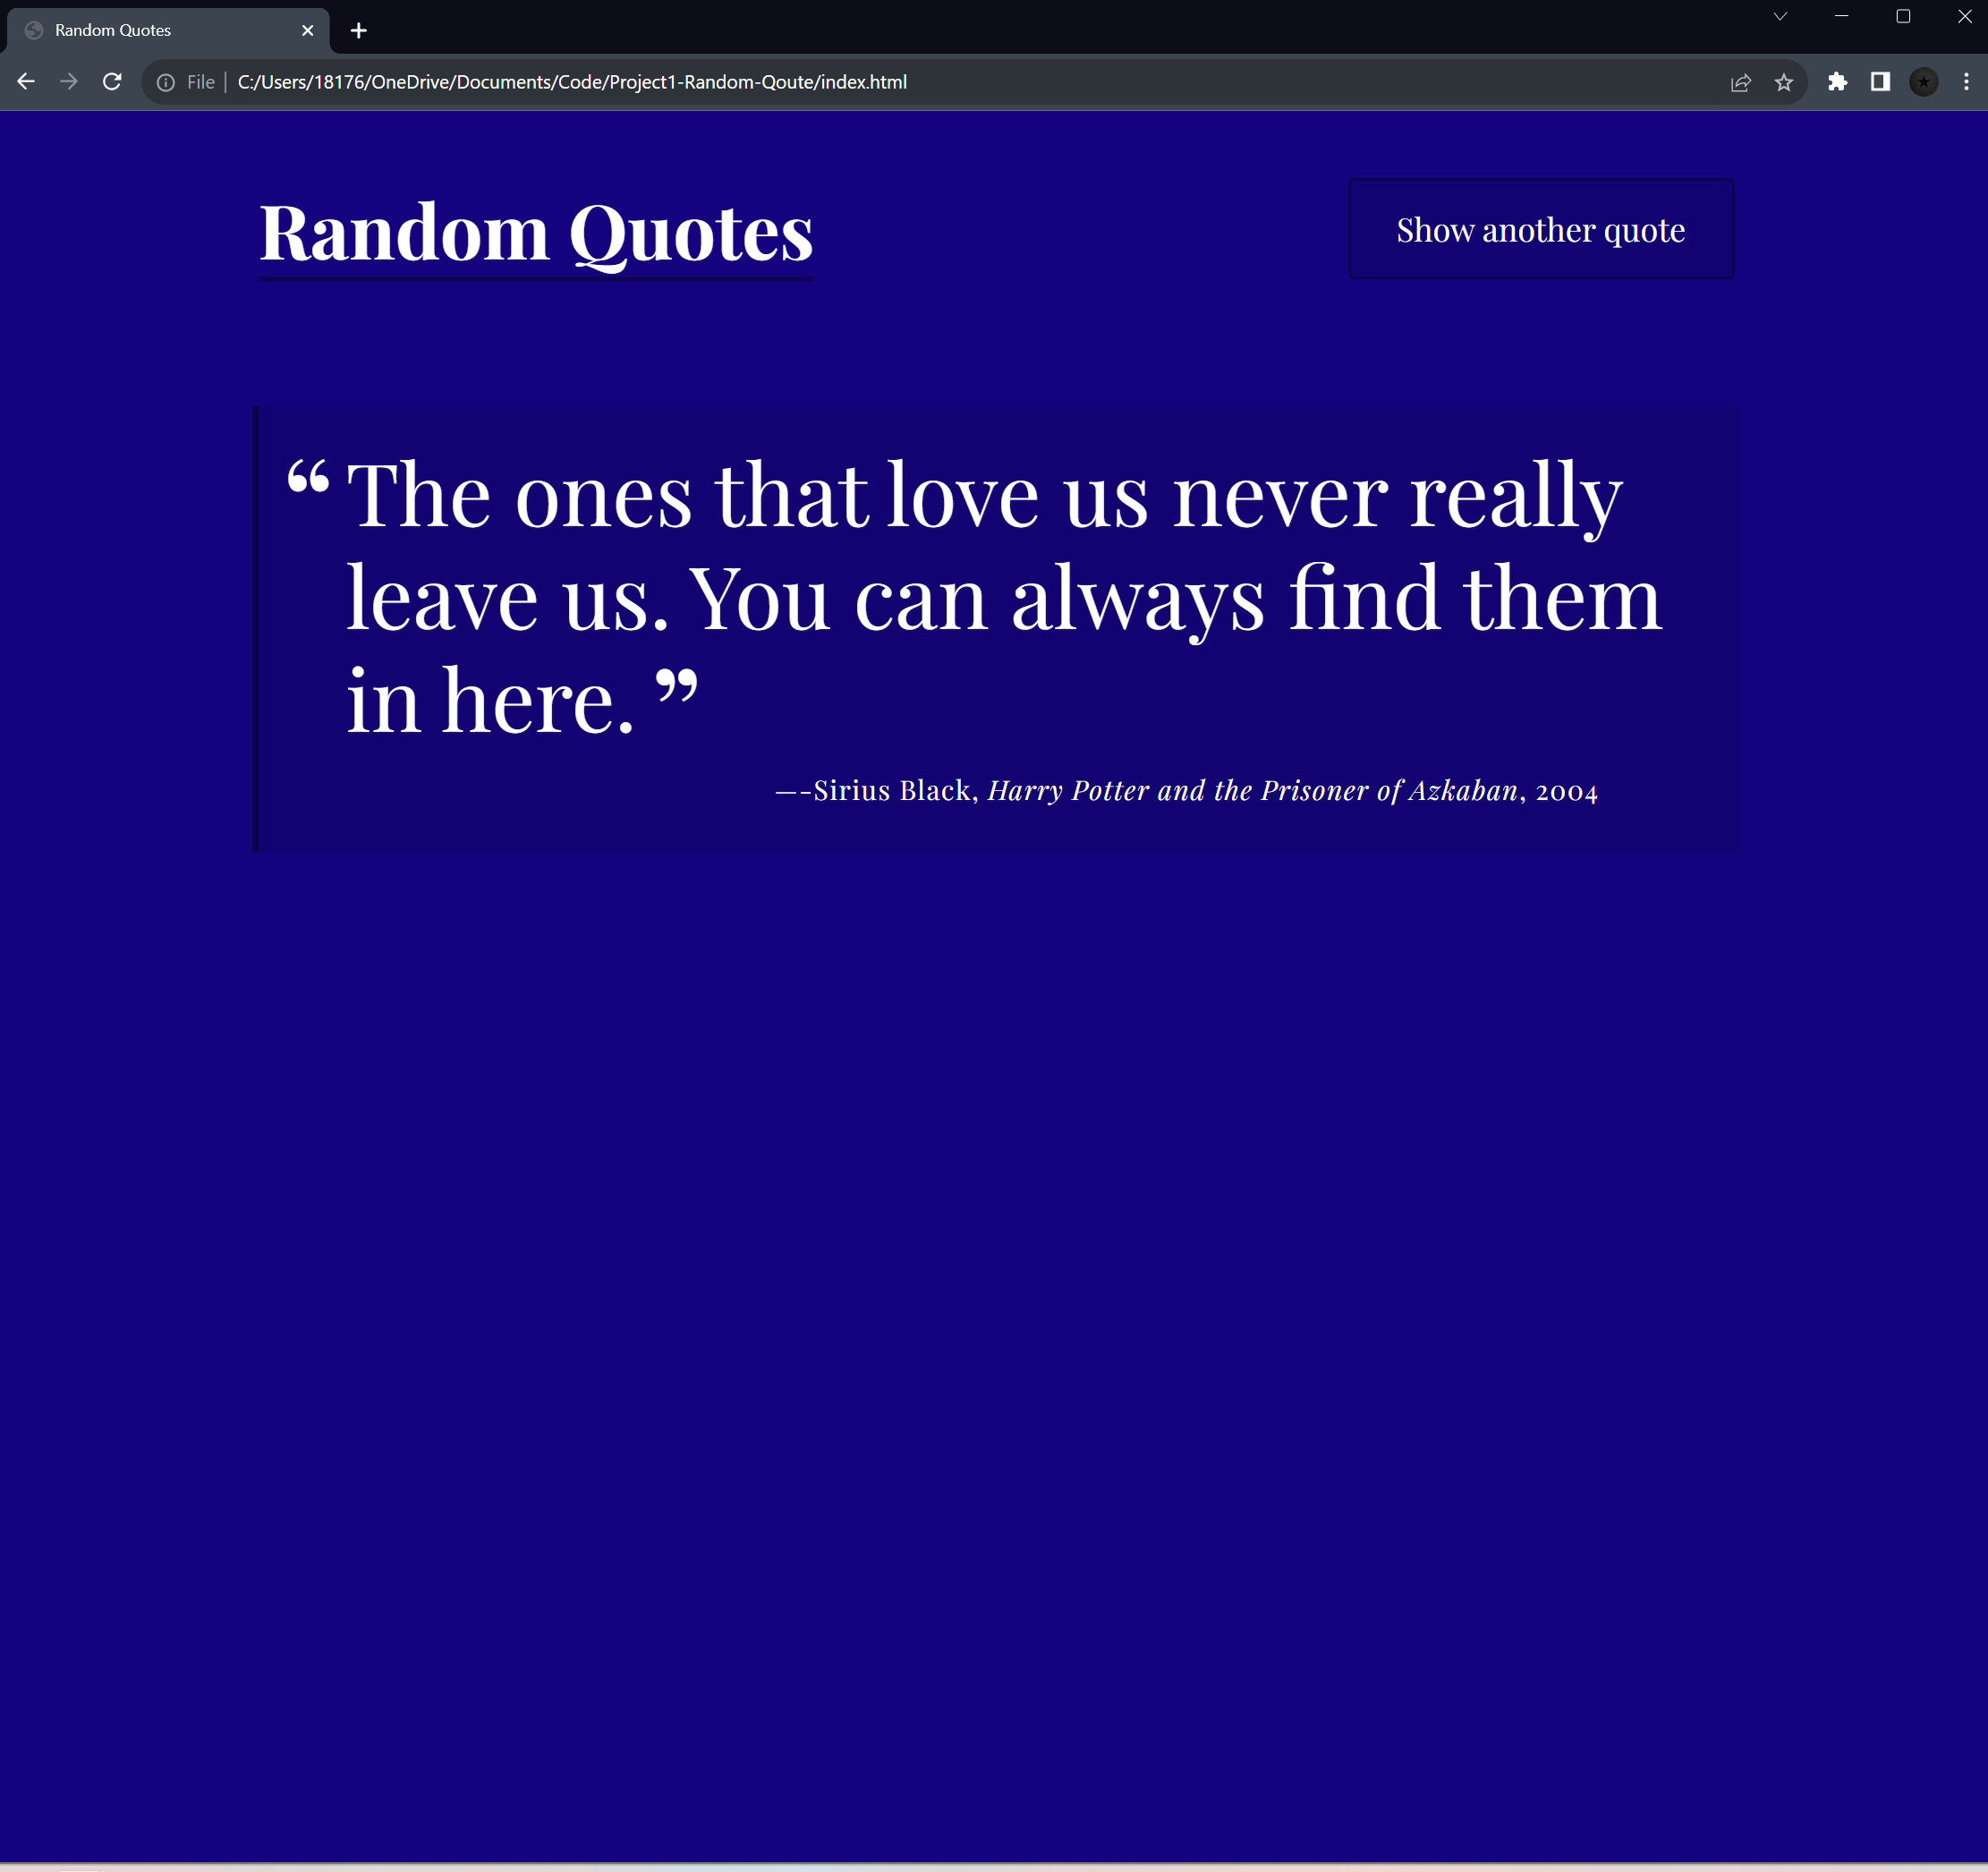 Random Quotes
File | C:/Users/18176/OneDrive/Documents/Code/Project1-Random-Qoute/index.html
Random Quotes
Show another quote
“ The ones that love us never really
leave us. You can always find them
in here. ”
—-Sirius Black, Harry Potter and the Prisoner of Azkaban, 2004